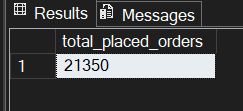 Results Messages
total_placed_orders
1 21350